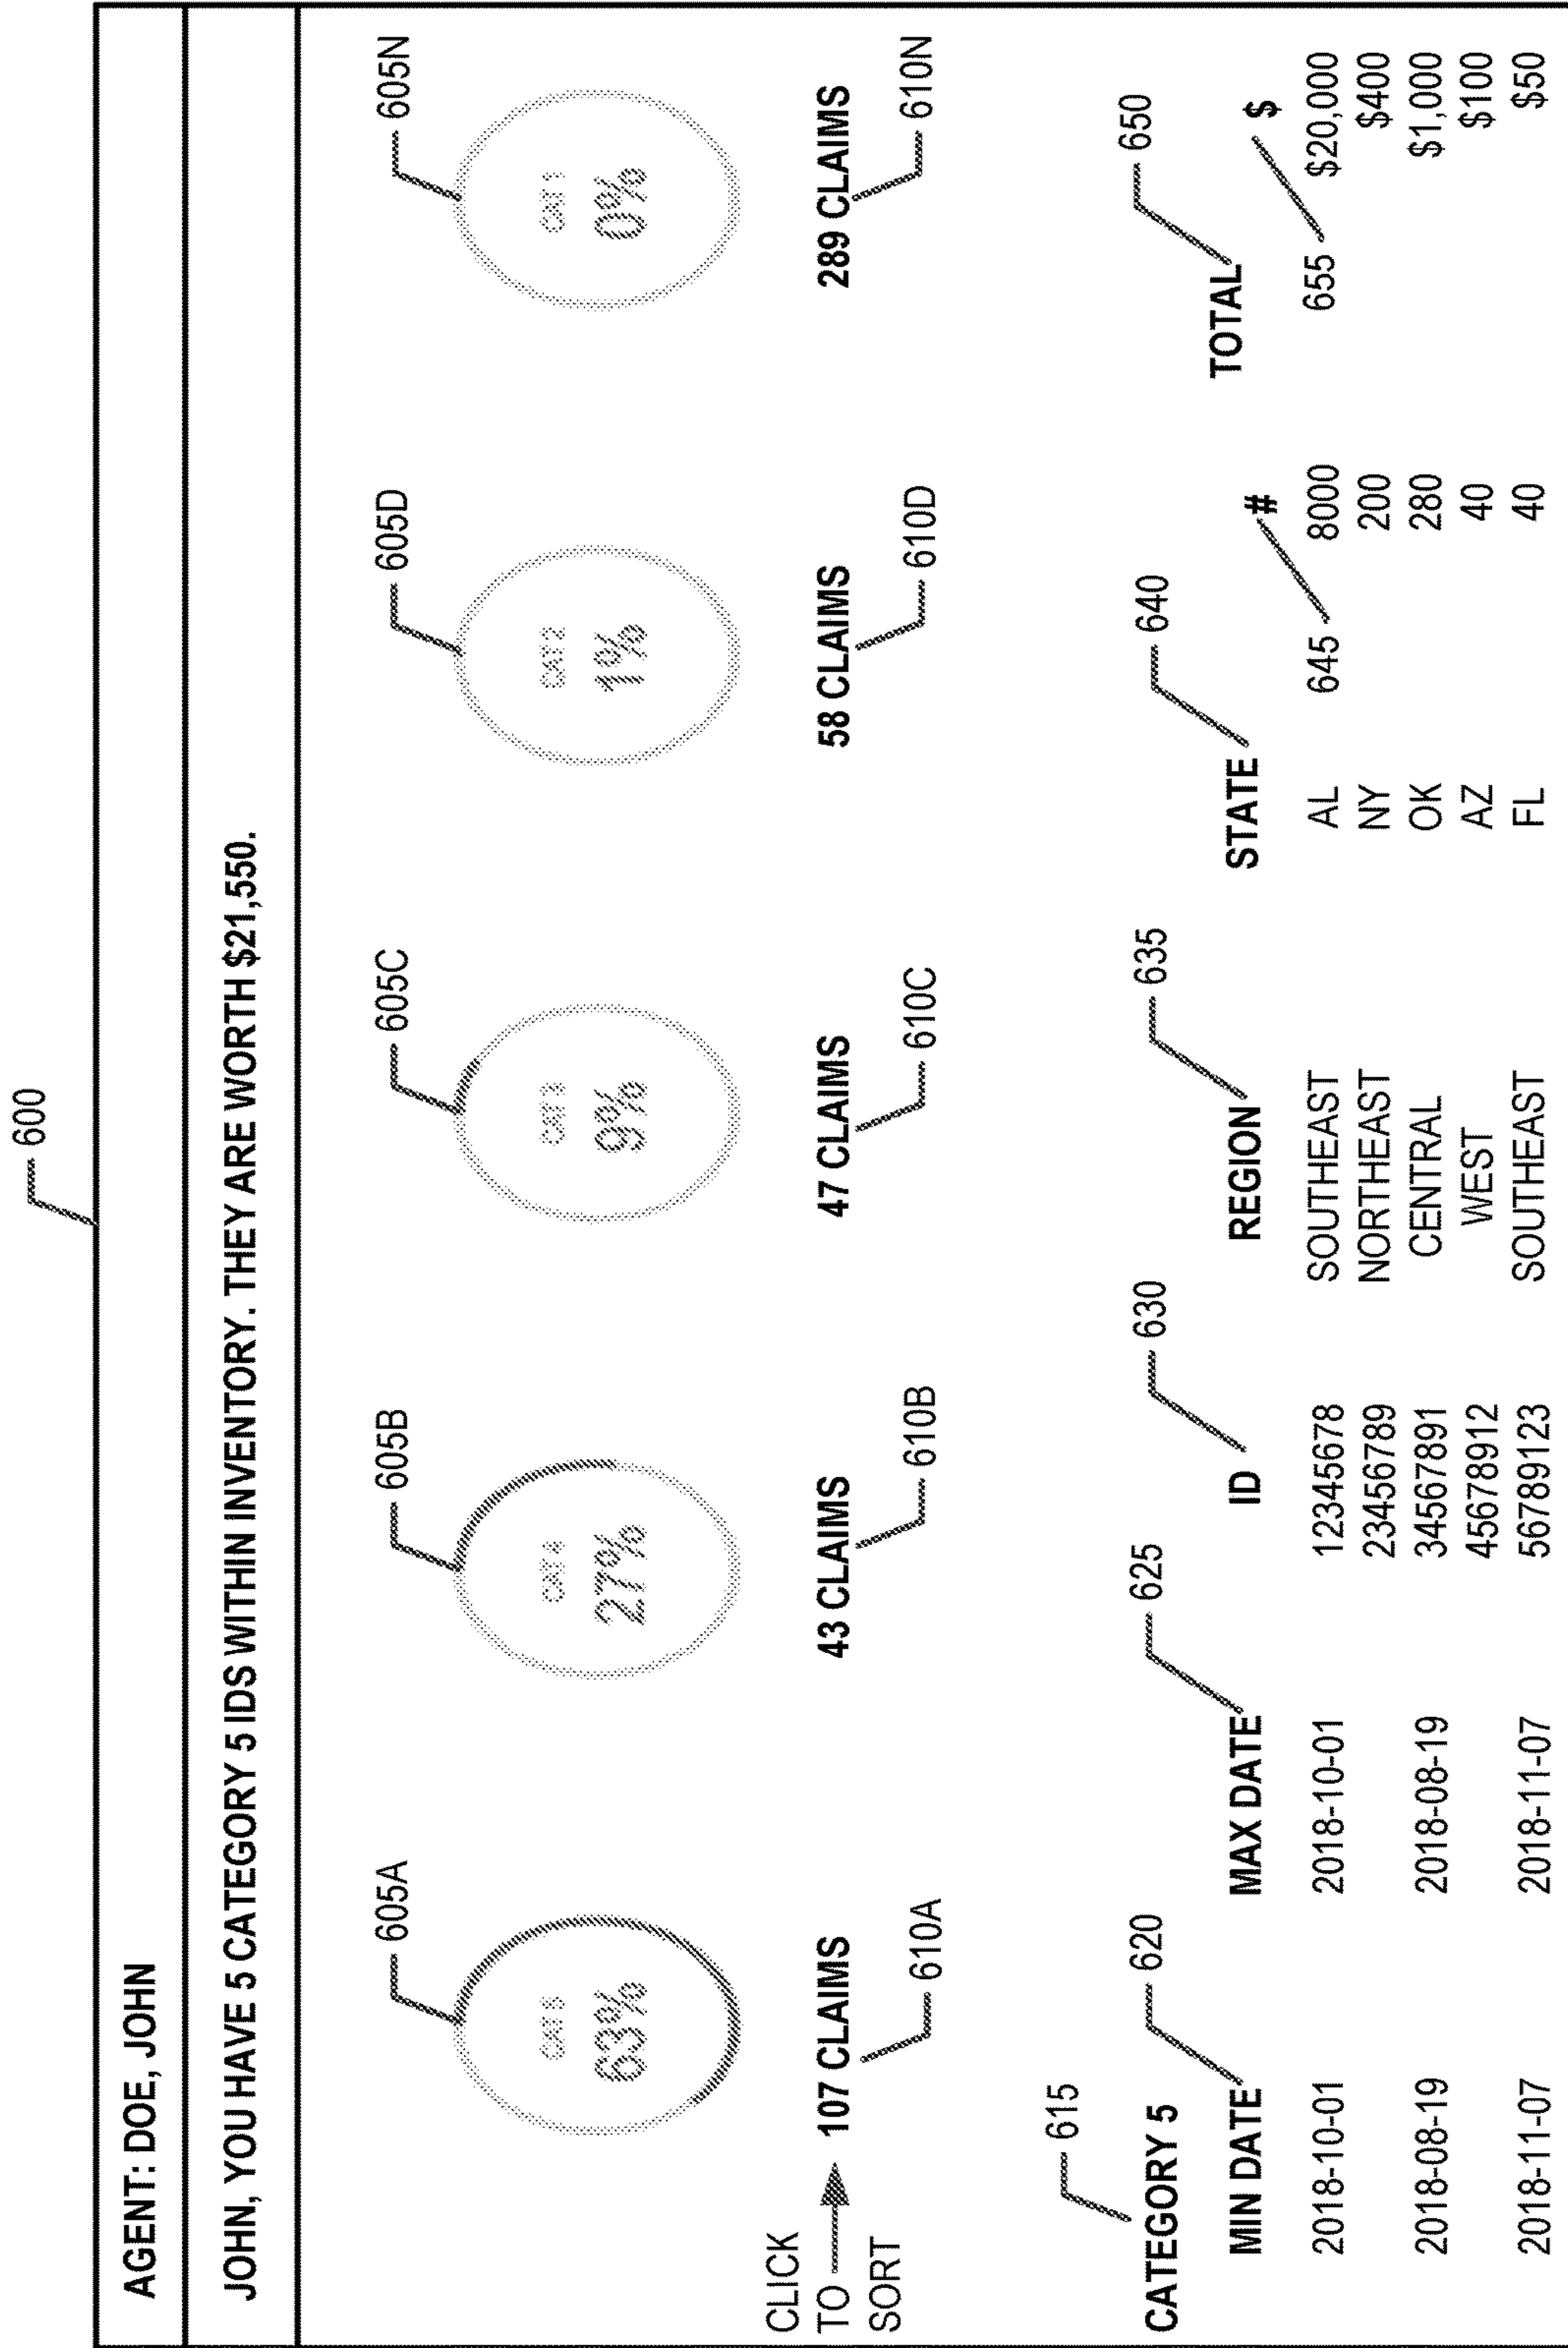 600
AGENT: DOE, JOHN
JOHN, YOU HAVE 5 CATEGORY 5 IDS WITHIN INVENTORY. THEY ARE WORTH $21,550.
605A 605B 605C 605D 605N
CAT 5 CAT 4 CAT 3 CAT 2 CAT 1
63% 27% 9% 1% 0%
CLICK
TO 107 CLAIMS 43 CLAIMS 47 CLAIMS 58 CLAIMS 289 CLAIMS
SORT
610A 610B 610C 610D 610N
615
CATEGORY 5 620 625 630 635 640 650
MIN DATE MAX DATE ID REGION STATE # TOTAL $
645 655
2018-10-01 2018-10-01 12345678 SOUTHEAST AL 8000 $20,000
23456789 NORTHEAST NY 200 $400
2018-08-19 2018-08-19 34567891 CENTRAL OK 280 $1,000
45678912 WEST AZ 40 $100
2018-11-07 2018-11-07 56789123 SOUTHEAST FL 40 $50